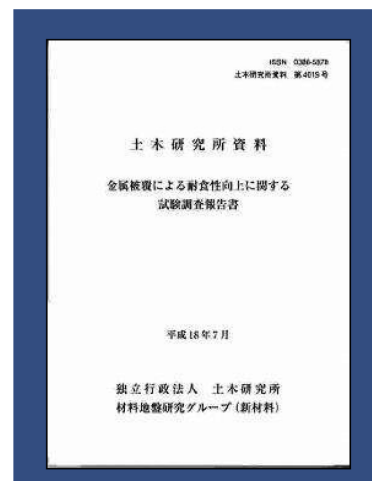 ISSN 0386-5878
土木研究所資料 第4019号
土木研究所資料
金属被覆による耐食性向上に関する
試験調査報告書
平成18年7月
独立行政法人 土木研究所
材料地盤研究グループ(新材料)